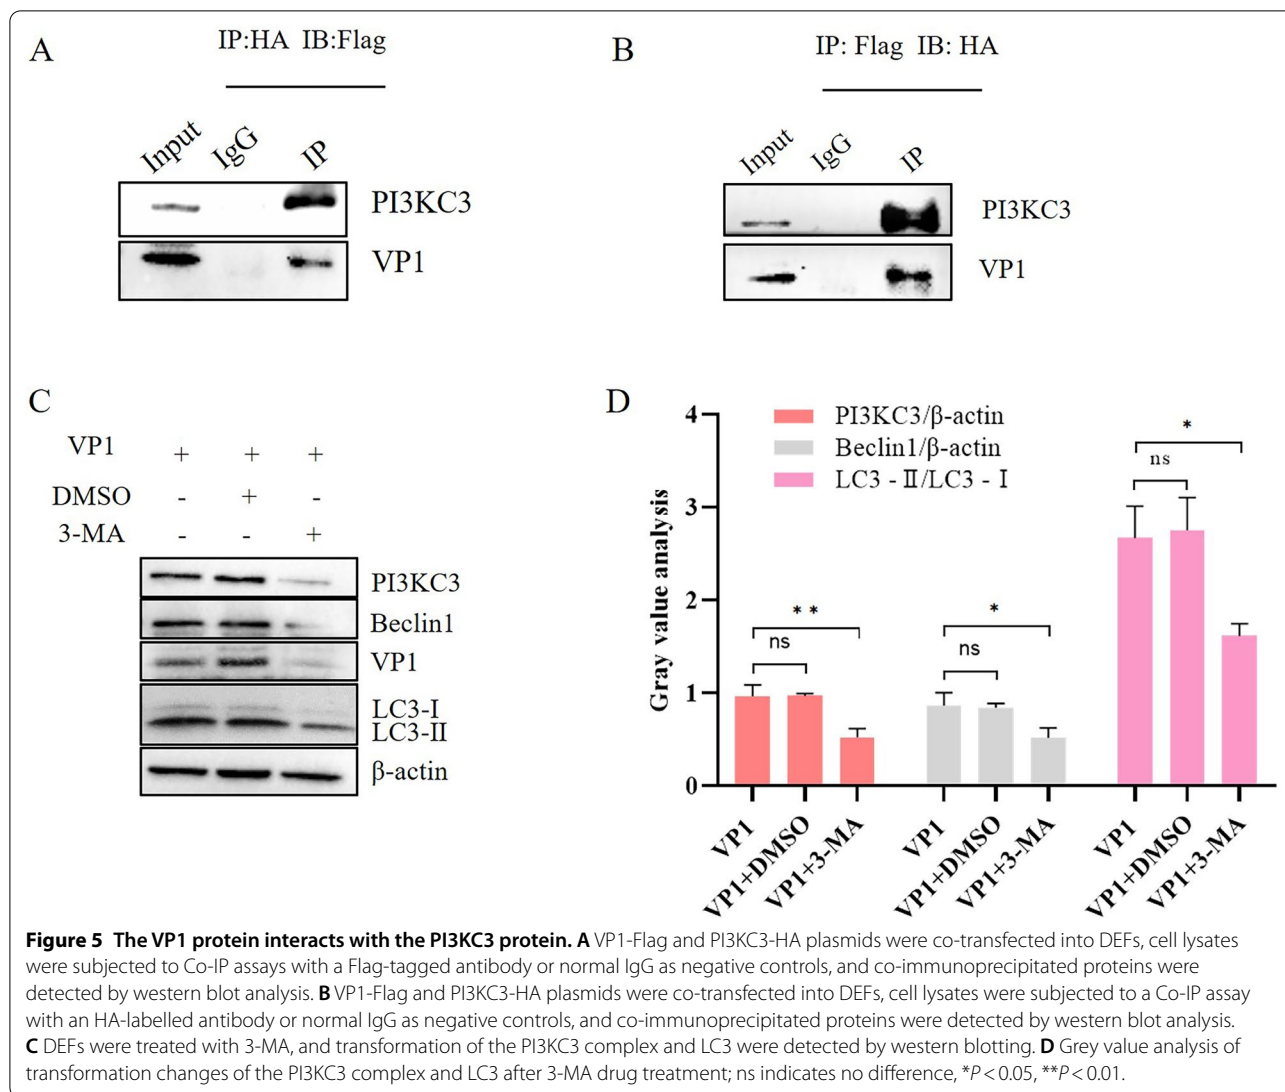 A
IP:HA IB:Flag
Input IgG IP
PI3KC3
VP1
B
IP: Flag IB: HA
Input IgG IP
PI3KC3
VP1
C
VP1 + + +
DMSO - + -
3-MA - - +
PI3KC3
Beclin1
VP1
LC3-I
LC3-II
β-actin
D
PI3KC3/β-actin
Beclin1/β-actin
LC3 - Ⅱ/LC3 - Ⅰ
Gray value analysis
4
3
2
1
0
ns
**
ns
*
ns
*
VP1
VP1+DMSO
VP1+3-MA
VP1
VP1+DMSO
VP1+3-MA
VP1
VP1+DMSO
VP1+3-MA
Figure 5 The VP1 protein interacts with the PI3KC3 protein. A VP1-Flag and PI3KC3-HA plasmids were co-transfected into DEFs, cell lysates
were subjected to Co-IP assays with a Flag-tagged antibody or normal IgG as negative controls, and co-immunoprecipitated proteins were
detected by western blot analysis. B VP1-Flag and PI3KC3-HA plasmids were co-transfected into DEFs, cell lysates were subjected to a Co-IP assay
with an HA-labelled antibody or normal IgG as negative controls, and co-immunoprecipitated proteins were detected by western blot analysis.
C DEFs were treated with 3-MA, and transformation of the PI3KC3 complex and LC3 were detected by western blotting. D Grey value analysis of
transformation changes of the PI3KC3 complex and LC3 after 3-MA drug treatment; ns indicates no difference, *P < 0.05, **P < 0.01.